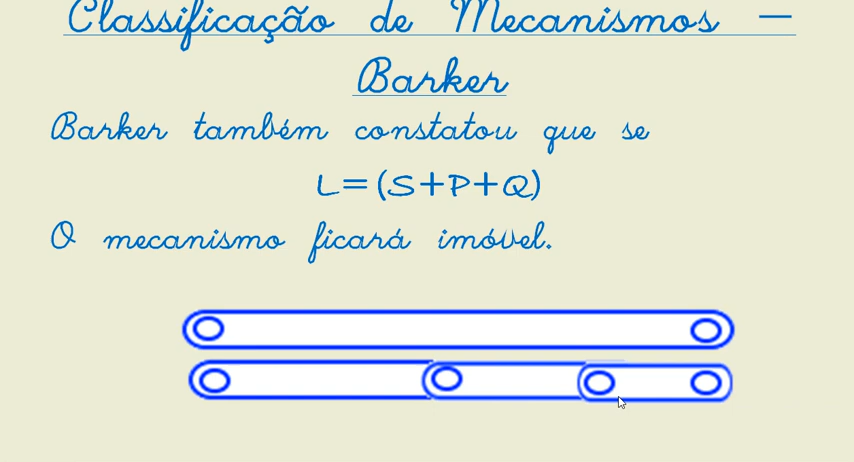 Classificação de Mecanismos –
Barker
Barker também constatou que se
L=(S+P+Q)
O mecanismo ficará imóvel.